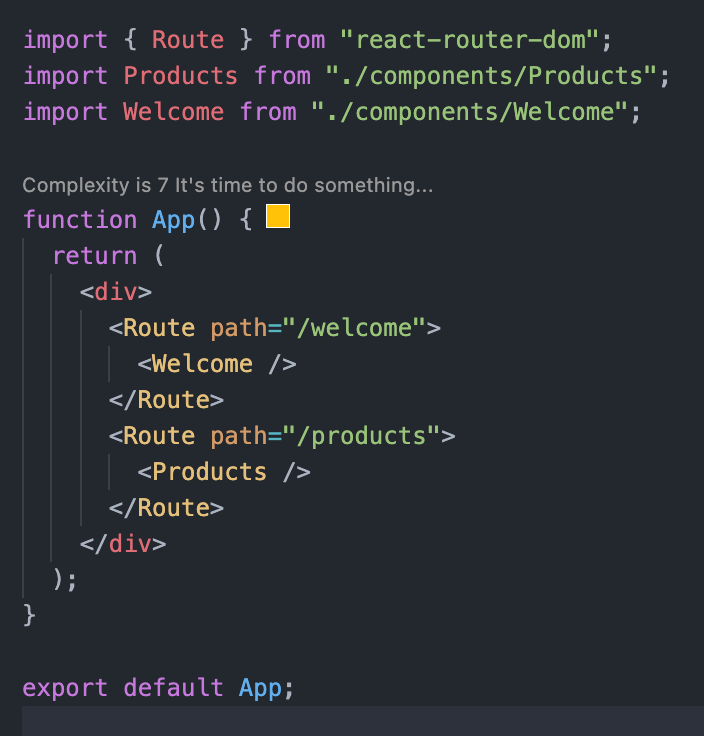 import { Route } from "react-router-dom";
import Products from "./components/Products";
import Welcome from "./components/Welcome";
Complexity is 7 It's time to do something...
function App() {
return (
<div>
<Route path="/welcome">
<Welcome />
</Route>
<Route path="/products">
<Products />
</Route>
</div>
);
}
export default App;